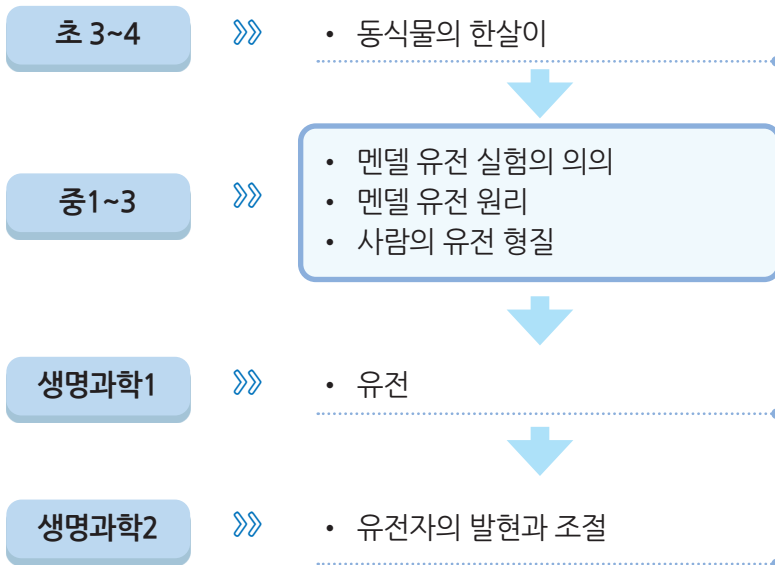 초 3~4
• 동식물의 한살이
중1~3
• 멘델 유전 실험의 의의
• 멘델 유전 원리
• 사람의 유전 형질
생명과학1
• 유전
생명과학2
• 유전자의 발현과 조절